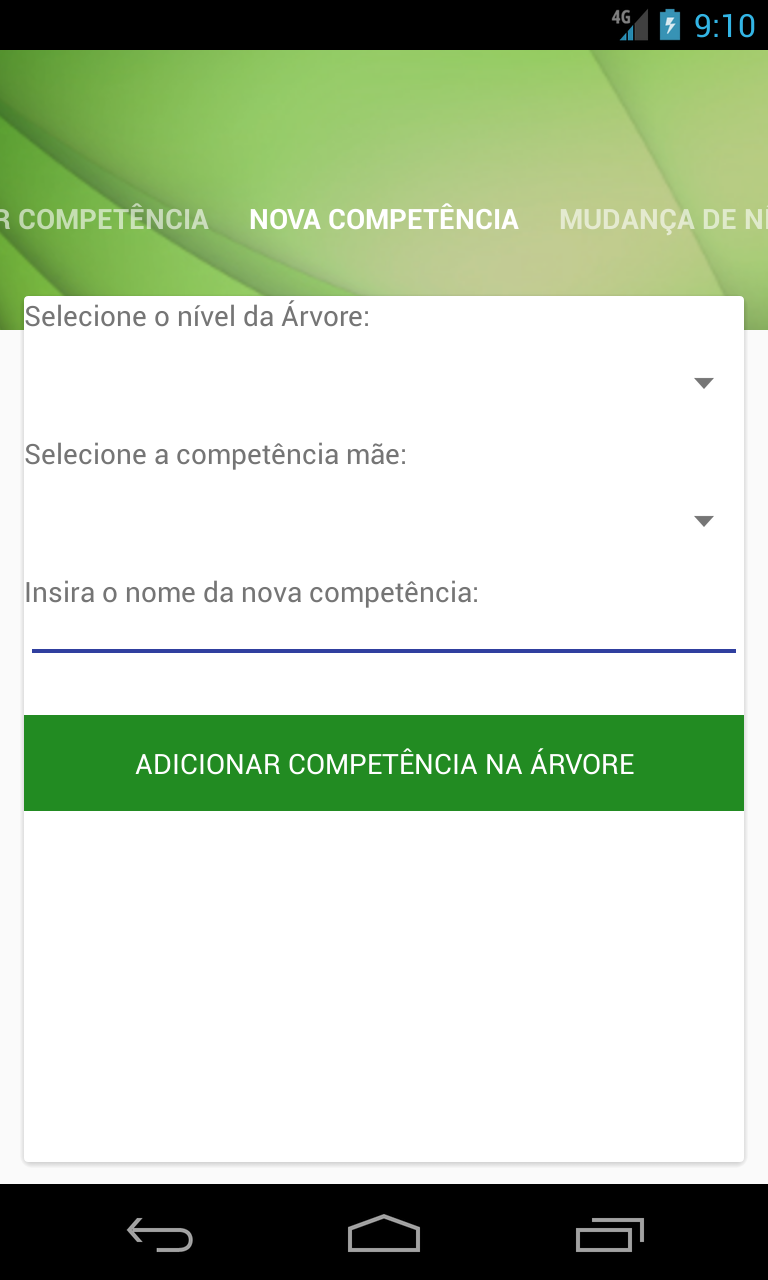 4G 9:10
R COMPETÊNCIA NOVA COMPETÊNCIA MUDANÇA DE N
Selecione o nível da Árvore:
Selecione a competência mãe:
Insira o nome da nova competência:
ADICIONAR COMPETÊNCIA NA ÁRVORE